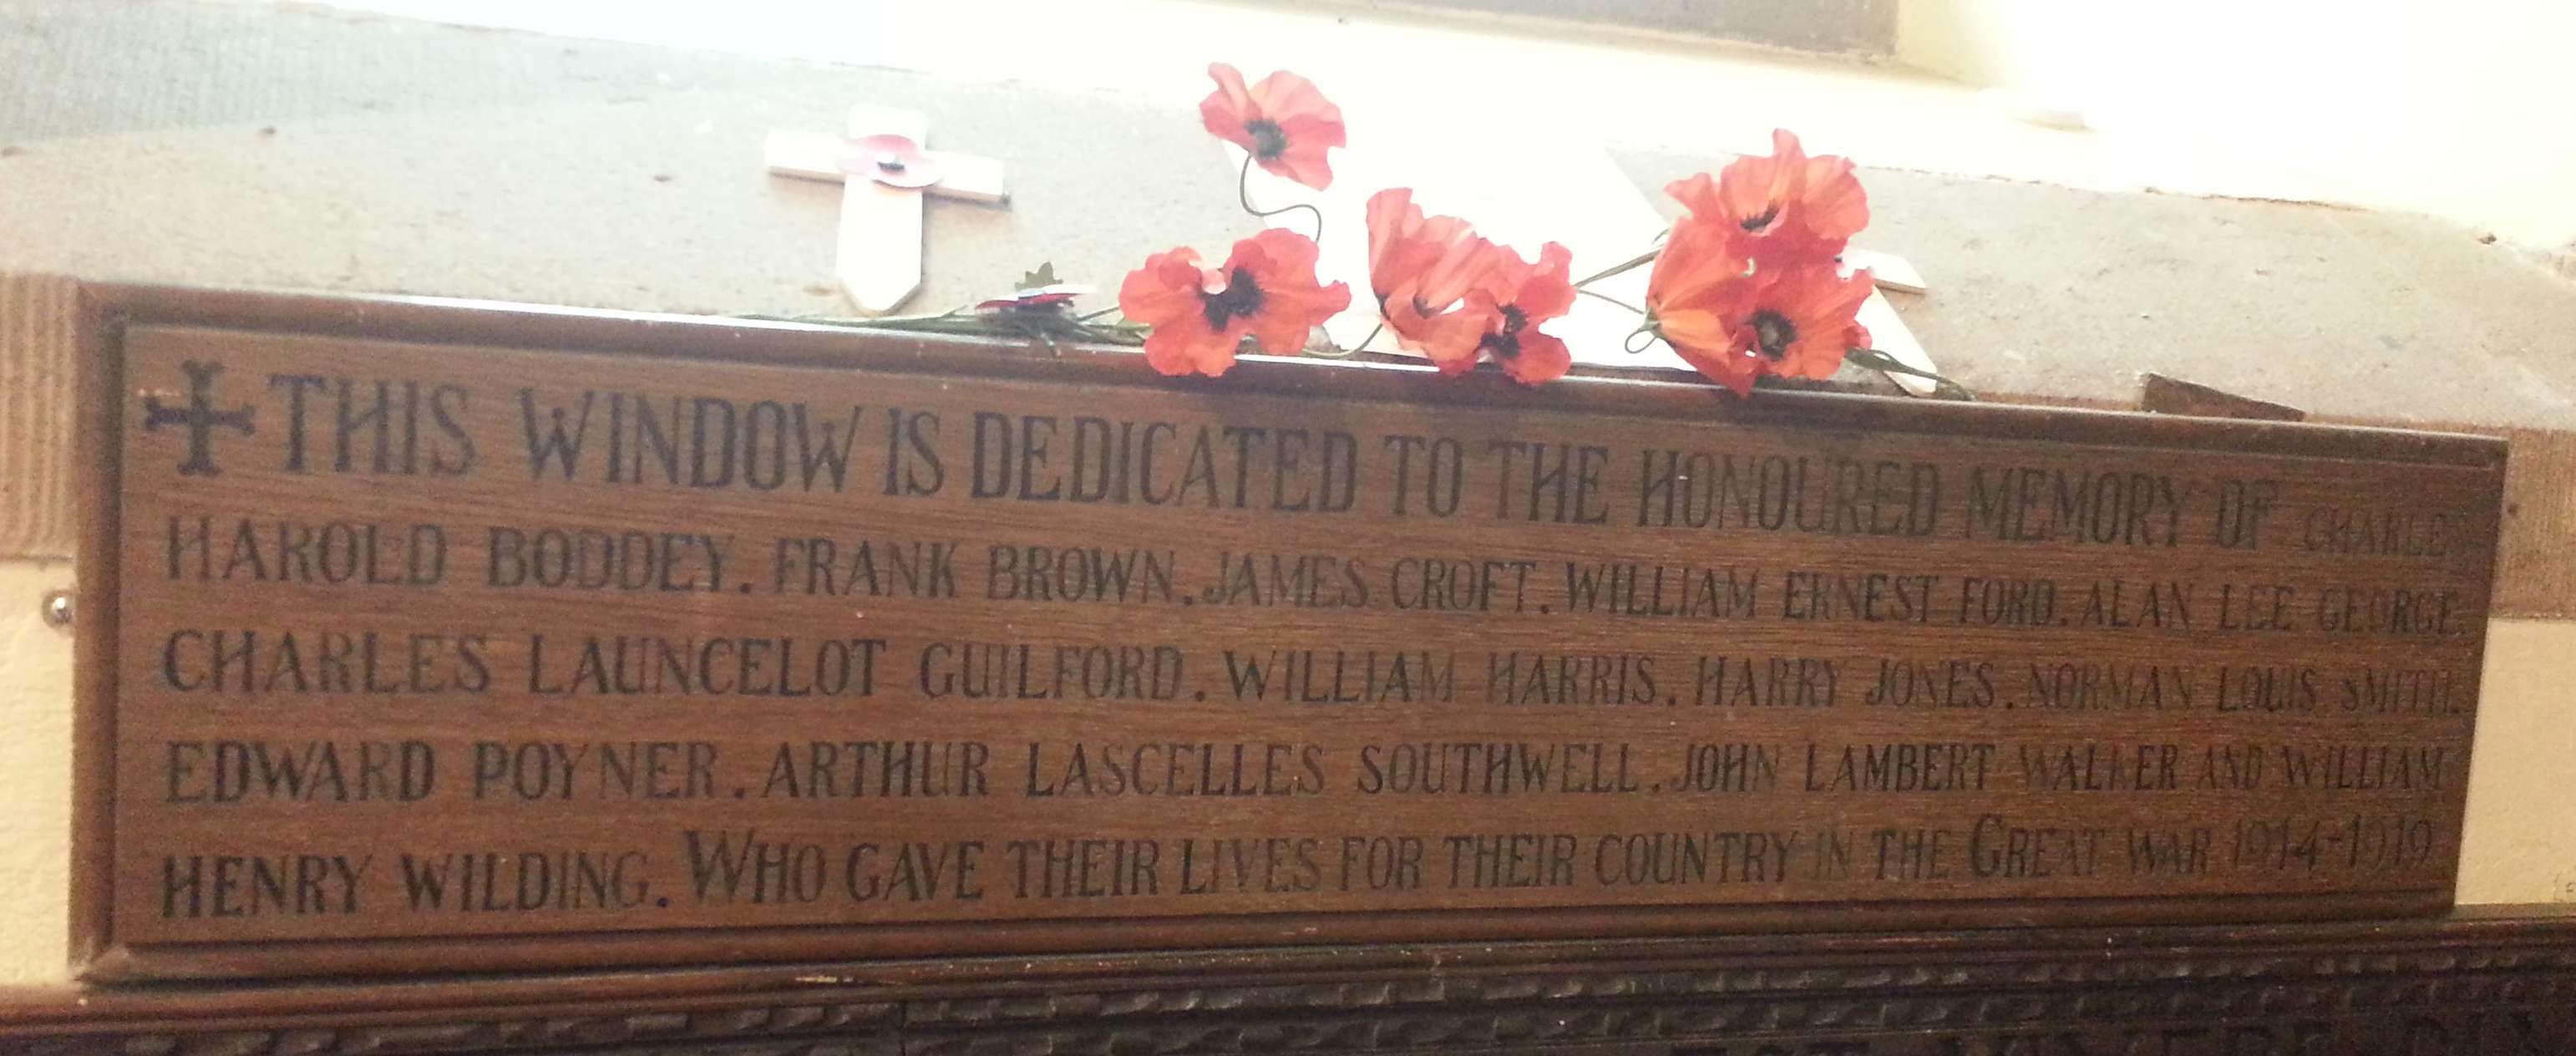 THIS WINDOW IS DEDICATED TO THE HONOURED MEMORY OF CHARLES
HAROLD BODDEY. FRANK BROWN. JAMES CROFT. WILLIAM ERNEST FORD. ALAN LEE GEORGE.
CHARLES LAUNCELOT GUILFORD. WILLIAM HARRIS. HARRY JONES. NORMAN LOUIS SMITH.
EDWARD POYNER. ARTHUR LASCELLES SOUTHWELL. JOHN LAMBERT WALKER AND WILLIAM
HENRY WILDING. WHO GAVE THEIR LIVES FOR THEIR COUNTRY IN THE GREAT WAR 1914-1919